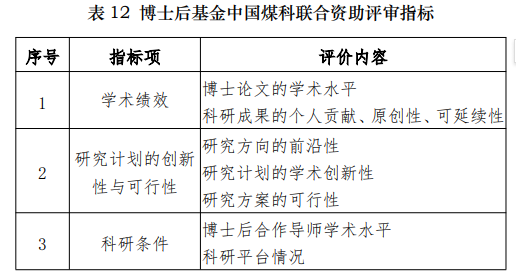 表 12 博士后基金中国煤科联合资助评审指标
序号 指标项 评价内容
1 学术绩效 博士论文的学术水平
科研成果的个人贡献、原创性、可延续性
2 研究计划的创新性与可行性 研究方向的前沿性
研究计划的学术创新性
研究方案的可行性
3 科研条件 博士后合作导师学术水平
科研平台情况